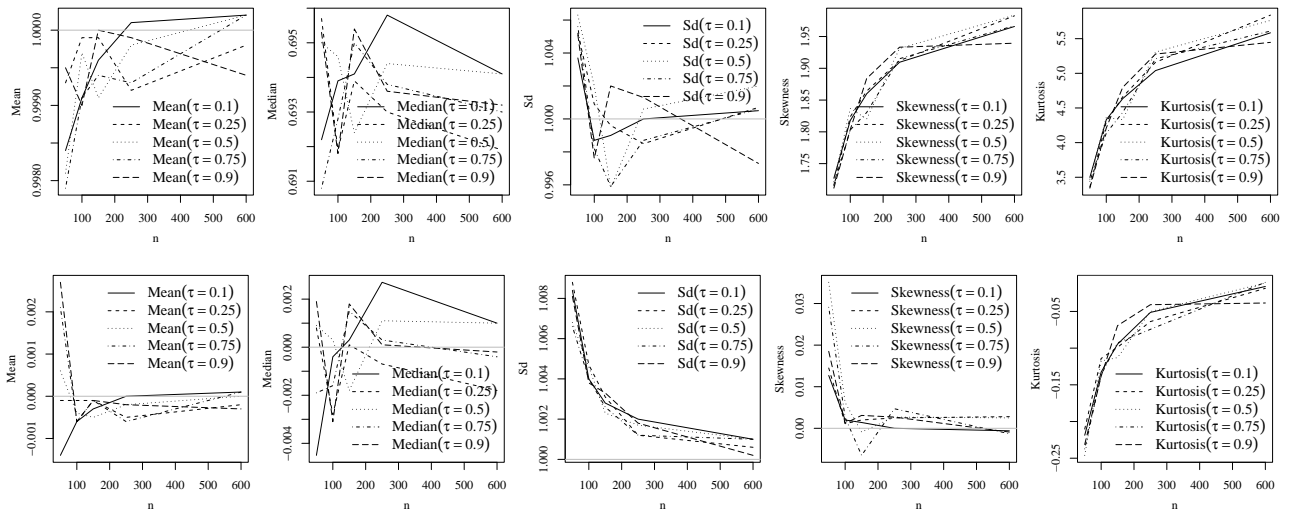 Mean
0.9980 0.9990 1.0000
Mean(τ = 0.1)
Mean(τ = 0.25)
Mean(τ = 0.5)
Mean(τ = 0.75)
Mean(τ = 0.9)
100 200 300 400 500 600
n
Median
0.691 0.693 0.695
Median(τ = 0.1)
Median(τ = 0.25)
Median(τ = 0.5)
Median(τ = 0.75)
Median(τ = 0.9)
100 200 300 400 500 600
n
Sd
0.996 1.000 1.004
Sd(τ = 0.1)
Sd(τ = 0.25)
Sd(τ = 0.5)
Sd(τ = 0.75)
Sd(τ = 0.9)
100 200 300 400 500 600
n
Skewness
1.75 1.80 1.85 1.90 1.95
Skewness(τ = 0.1)
Skewness(τ = 0.25)
Skewness(τ = 0.5)
Skewness(τ = 0.75)
Skewness(τ = 0.9)
100 200 300 400 500 600
n
Kurtosis
3.5 4.0 4.5 5.0 5.5
Kurtosis(τ = 0.1)
Kurtosis(τ = 0.25)
Kurtosis(τ = 0.5)
Kurtosis(τ = 0.75)
Kurtosis(τ = 0.9)
100 200 300 400 500 600
n
Mean
−0.001 0.000 0.001 0.002
Mean(τ = 0.1)
Mean(τ = 0.25)
Mean(τ = 0.5)
Mean(τ = 0.75)
Mean(τ = 0.9)
100 200 300 400 500 600
n
Median
−0.004 −0.002 0.000 0.002
Median(τ = 0.1)
Median(τ = 0.25)
Median(τ = 0.5)
Median(τ = 0.75)
Median(τ = 0.9)
100 200 300 400 500 600
n
Sd
1.000 1.002 1.004 1.006 1.008
Sd(τ = 0.1)
Sd(τ = 0.25)
Sd(τ = 0.5)
Sd(τ = 0.75)
Sd(τ = 0.9)
100 200 300 400 500 600
n
Skewness
0.00 0.01 0.02 0.03
Skewness(τ = 0.1)
Skewness(τ = 0.25)
Skewness(τ = 0.5)
Skewness(τ = 0.75)
Skewness(τ = 0.9)
100 200 300 400 500 600
n
Kurtosis
−0.25 −0.15 −0.05
Kurtosis(τ = 0.1)
Kurtosis(τ = 0.25)
Kurtosis(τ = 0.5)
Kurtosis(τ = 0.75)
Kurtosis(τ = 0.9)
100 200 300 400 500 600
n